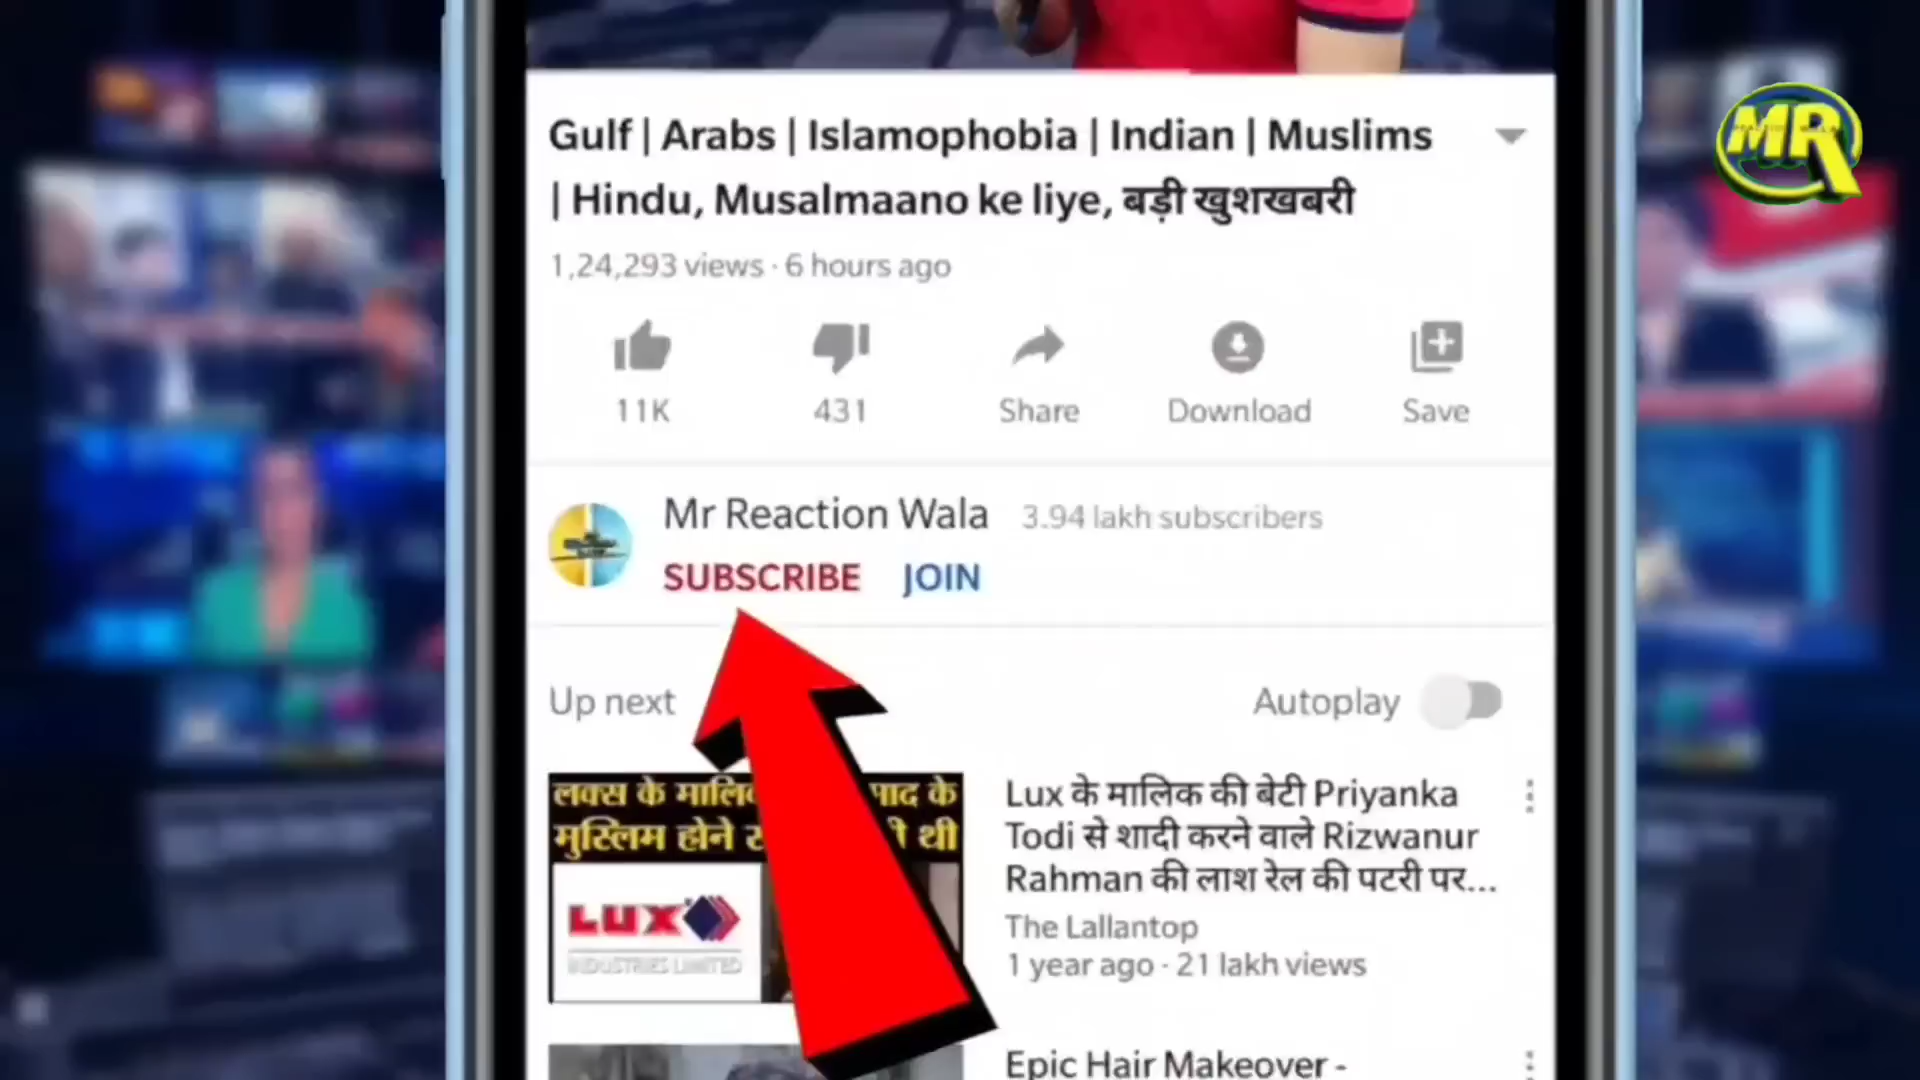 MR
Gulf | Arabs | Islamophobia | Indian | Muslims
| Hindu, Musalmaano ke liye, बड़ी खुशखबरी
1,24,293 views · 6 hours ago
11K
431
Share
Download
Save
Mr Reaction Wala
3.94 lakh subscribers
SUBSCRIBE
JOIN
Up next
Autoplay
लक्स के मालि
पाद के
मुस्लिम होने
थी
LUX
INDUSTRIES LIMITED
Lux के मालिक की बेटी Priyanka
Todi से शादी करने वाले Rizwanur
Rahman की लाश रेल की पटरी पर...
The Lallantop
1 year ago · 21 lakh views
Epic Hair Makeover -